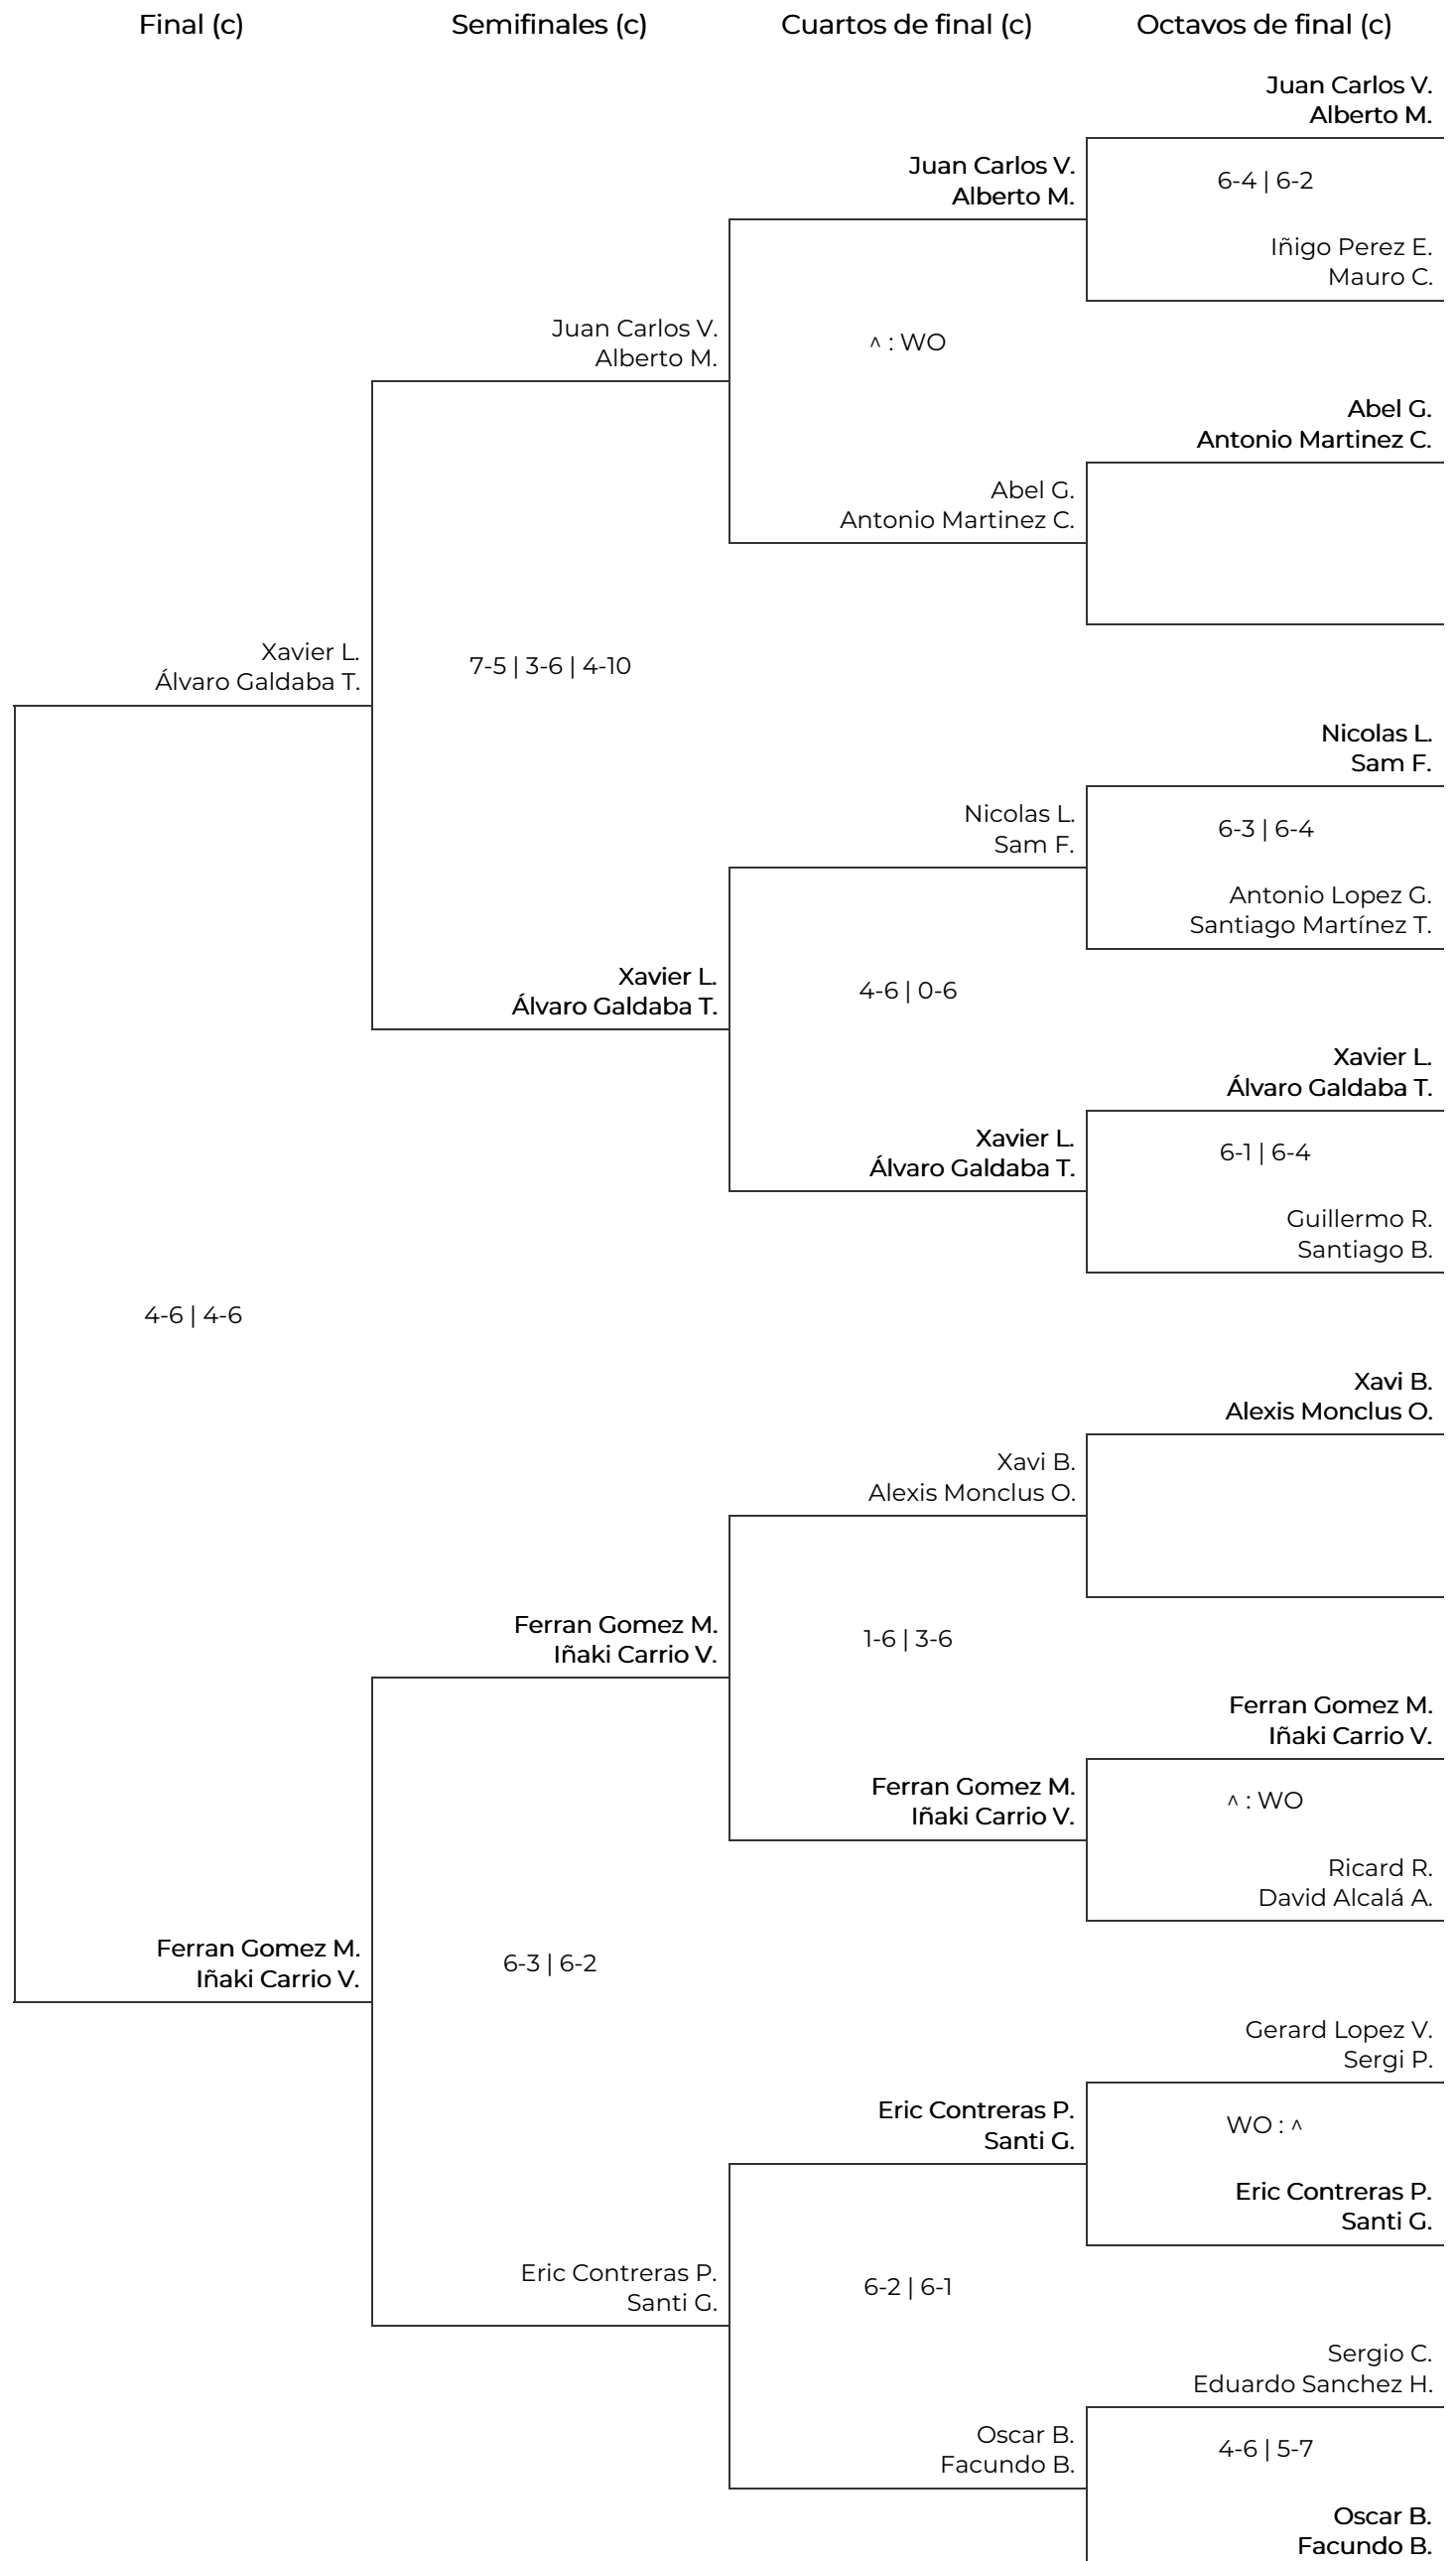 Final (c)
Semifinales (c)
Cuartos de final (c)
Octavos de final (c)
Juan Carlos V.
Alberto M.
6-4 | 6-2
Iñigo Perez E.
Mauro C.
Juan Carlos V.
Alberto M.
^ : WO
Abel G.
Antonio Martinez C.
Abel G.
Antonio Martinez C.
Juan Carlos V.
Alberto M.
7-5 | 3-6 | 4-10
Xavier L.
Álvaro Galdaba T.
Nicolas L.
Sam F.
6-3 | 6-4
Antonio Lopez G.
Santiago Martínez T.
Nicolas L.
Sam F.
4-6 | 0-6
Xavier L.
Álvaro Galdaba T.
Xavier L.
Álvaro Galdaba T.
6-1 | 6-4
Guillermo R.
Santiago B.
Xavier L.
Álvaro Galdaba T.
4-6 | 4-6
Xavi B.
Alexis Monclus O.
Xavi B.
Alexis Monclus O.
1-6 | 3-6
Ferran Gomez M.
Iñaki Carrio V.
Ferran Gomez M.
Iñaki Carrio V.
^ : WO
Ricard R.
David Alcalá A.
Ferran Gomez M.
Iñaki Carrio V.
Ferran Gomez M.
Iñaki Carrio V.
6-3 | 6-2
Gerard Lopez V.
Sergi P.
WO : ^
Eric Contreras P.
Santi G.
Eric Contreras P.
Santi G.
6-2 | 6-1
Eric Contreras P.
Santi G.
Sergio C.
Eduardo Sanchez H.
4-6 | 5-7
Oscar B.
Facundo B.
Oscar B.
Facundo B.